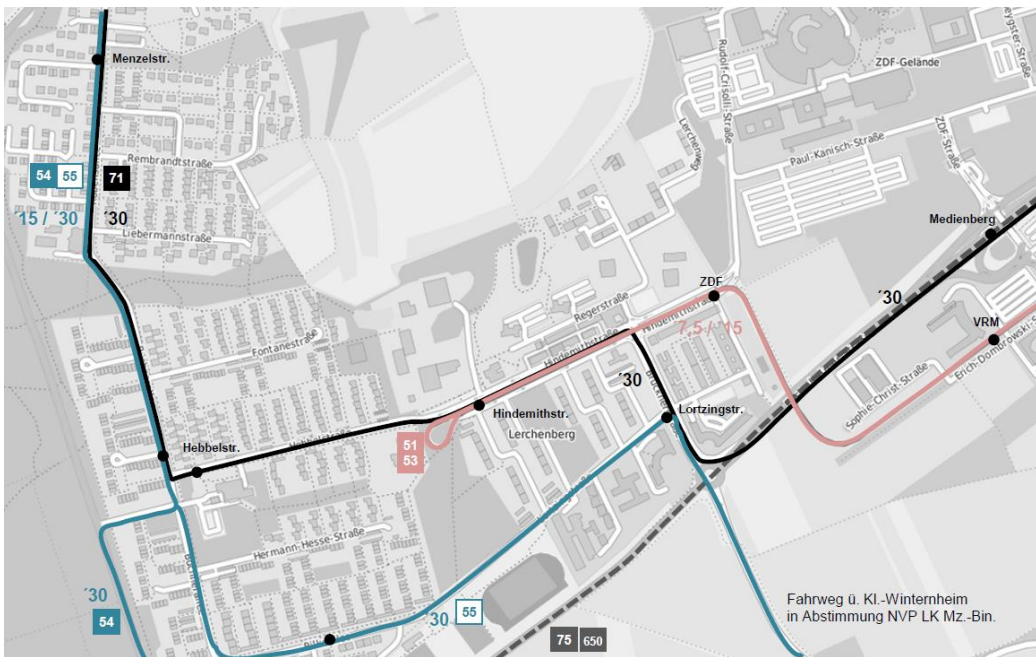 Menzelstr.
Rembrandtstraße
54 55 71
´15 / ´30 ´30
Liebermannstraße
Fontanestraße
Hebbelstr.
Hermann-Hesse-Straße
´30
54
51
53
Hindemithstr.
Lerchenberg
Regerstraße
Hindemithstraße
Hindemithstraße
7,5 / ´15
ZDF
´30
Lortzingstr.
´30
55
75 650
Rudolf-Crisolli-Straße
Lerchenweg
ZDF-Gelände
Paul-Kanisch-Straße
ZDF-Straße
Medienberg
´30
VRM
Sophie-Christ-Straße
Erich-Dombrowski-S
Fahrweg ü. Kl.-Winternheim
in Abstimmung NVP LK Mz.-Bin.